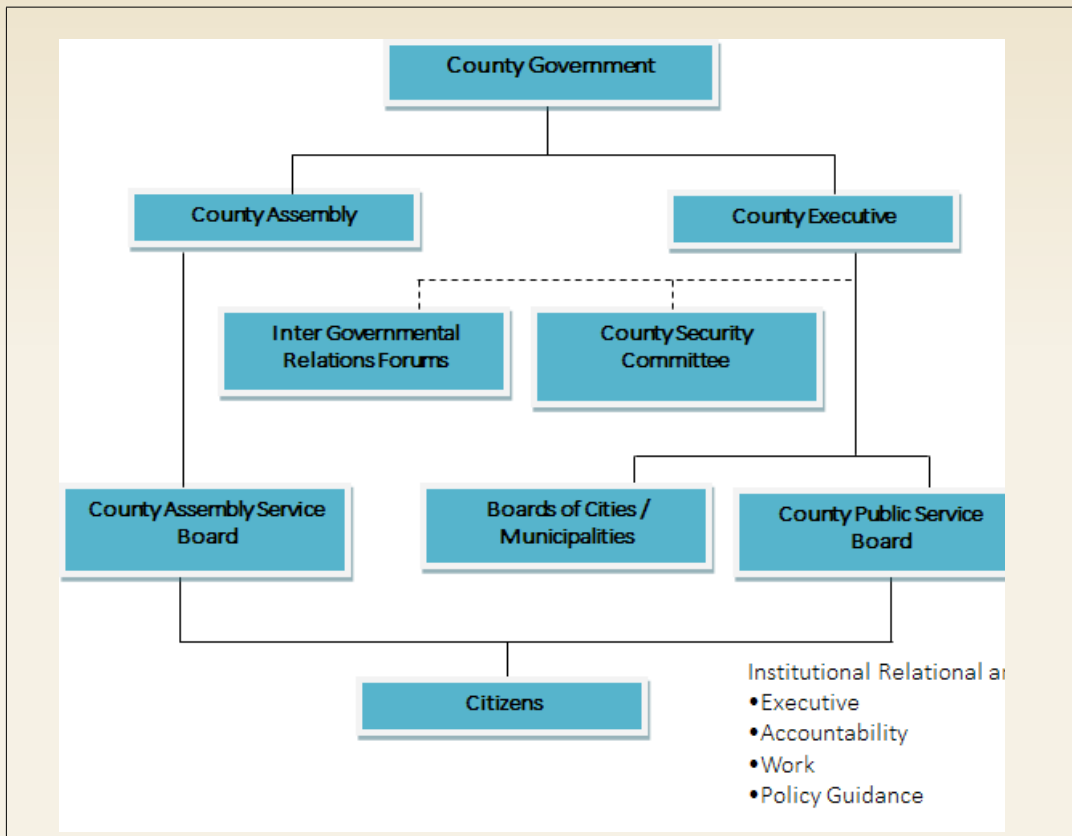 County Government
County Assembly
County Executive
Inter Governmental
Relations Forums
County Security
Committee
County Assembly Service
Board
Boards of Cities /
Municipalities
County Public Service
Board
Citizens
Institutional Relational
•Executive
•Accountability
•Work
•Policy Guidance